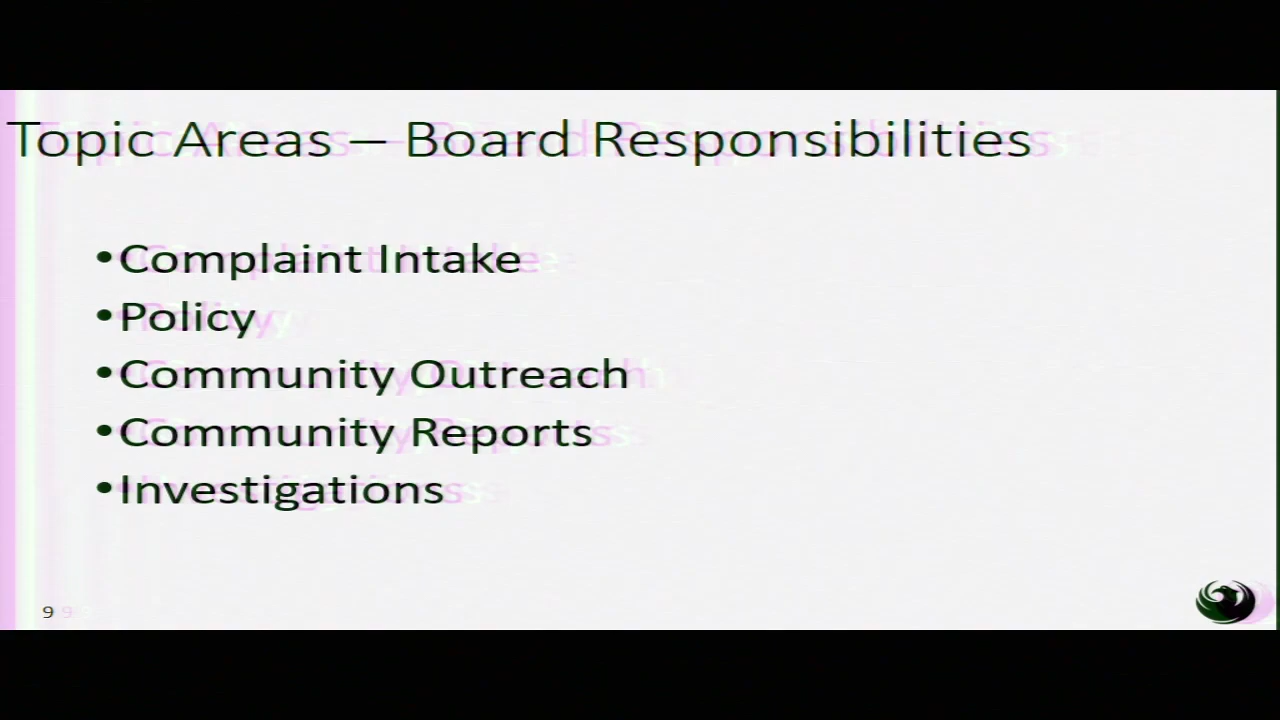 Topic Areas – Board Responsibilities
•Complaint Intake
•Policy
•Community Outreach
•Community Reports
•Investigations
9